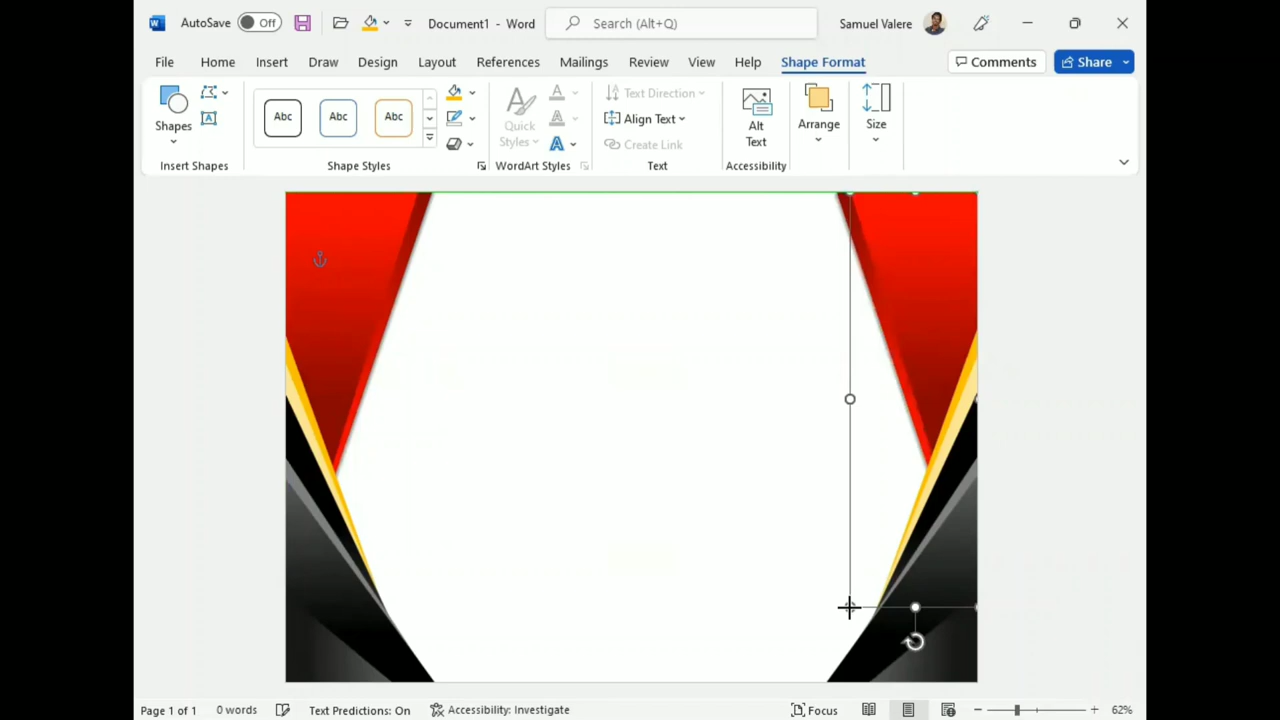 AutoSave Off Document1 - Word Search (Alt+Q) Samuel Valere
File Home Insert Draw Design Layout References Mailings Review View Help Shape Format Comments Share
Shapes
Insert Shapes
Abc Abc Abc
Shape Styles
Quick
Styles
WordArt Styles
Text Direction
Align Text
Create Link
Text
Alt
Text
Accessibility
Arrange
Size
Page 1 of 1 0 words Text Predictions: On Accessibility: Investigate Focus 62%